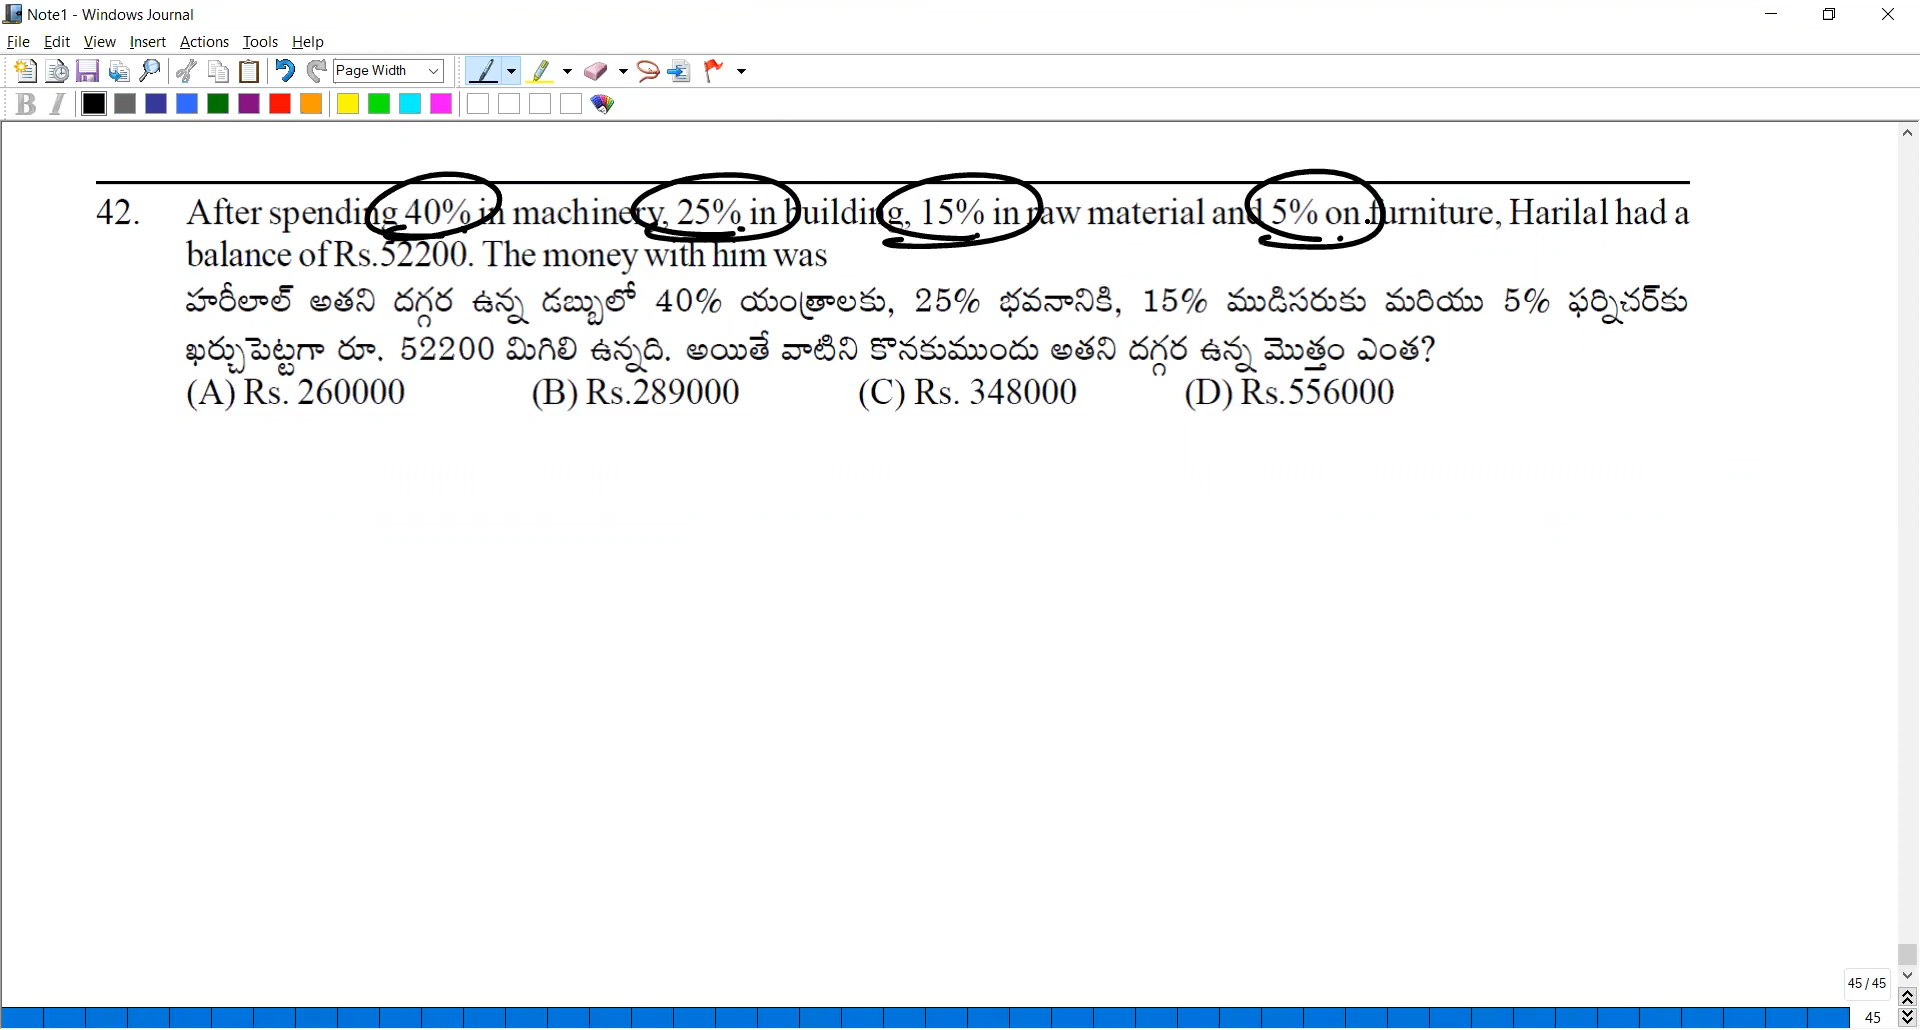 Note1 - Windows Journal
File Edit View Insert Actions Tools Help
Page Width
B I
42. After spending 40% in machinery, 25% in building, 15% in raw material and 5% on furniture, Harilal had a
balance of Rs.52200. The money with him was
హరీలాల్ అతని దగ్గర ఉన్న డబ్బులో 40% యంత్రాలకు, 25% భవనానికి, 15% ముడిసరుకు మరియు 5% ఫర్నిచర్‌కు
ఖర్చుపెట్టగా రూ. 52200 మిగిలి ఉన్నది. అయితే వాటిని కొనకుముందు అతని దగ్గర ఉన్న మొత్తం ఎంత?
(A) Rs. 260000 (B) Rs.289000 (C) Rs. 348000 (D) Rs.556000
45 / 45
45